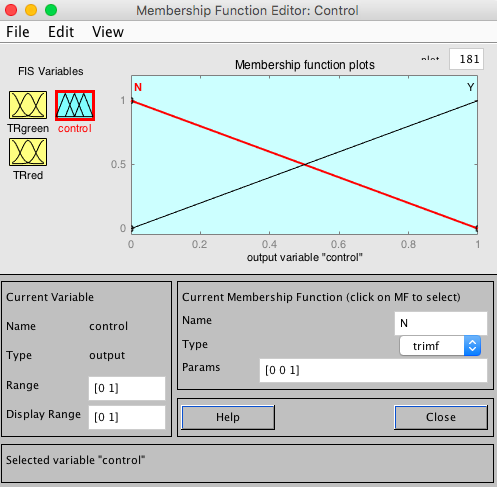 Membership Function Editor: Control
File Edit View
FIS Variables
TRgreen
control
TRred
181
Membership function plots
N
Y
1
0.5
0
0 0.2 0.4 0.6 0.8 1
output variable "control"
Current Variable
Name control
Type output
Range [0 1]
Display Range [0 1]
Current Membership Function (click on MF to select)
Name N
Type trimf
Params [0 0 1]
Help Close
Selected variable "control"